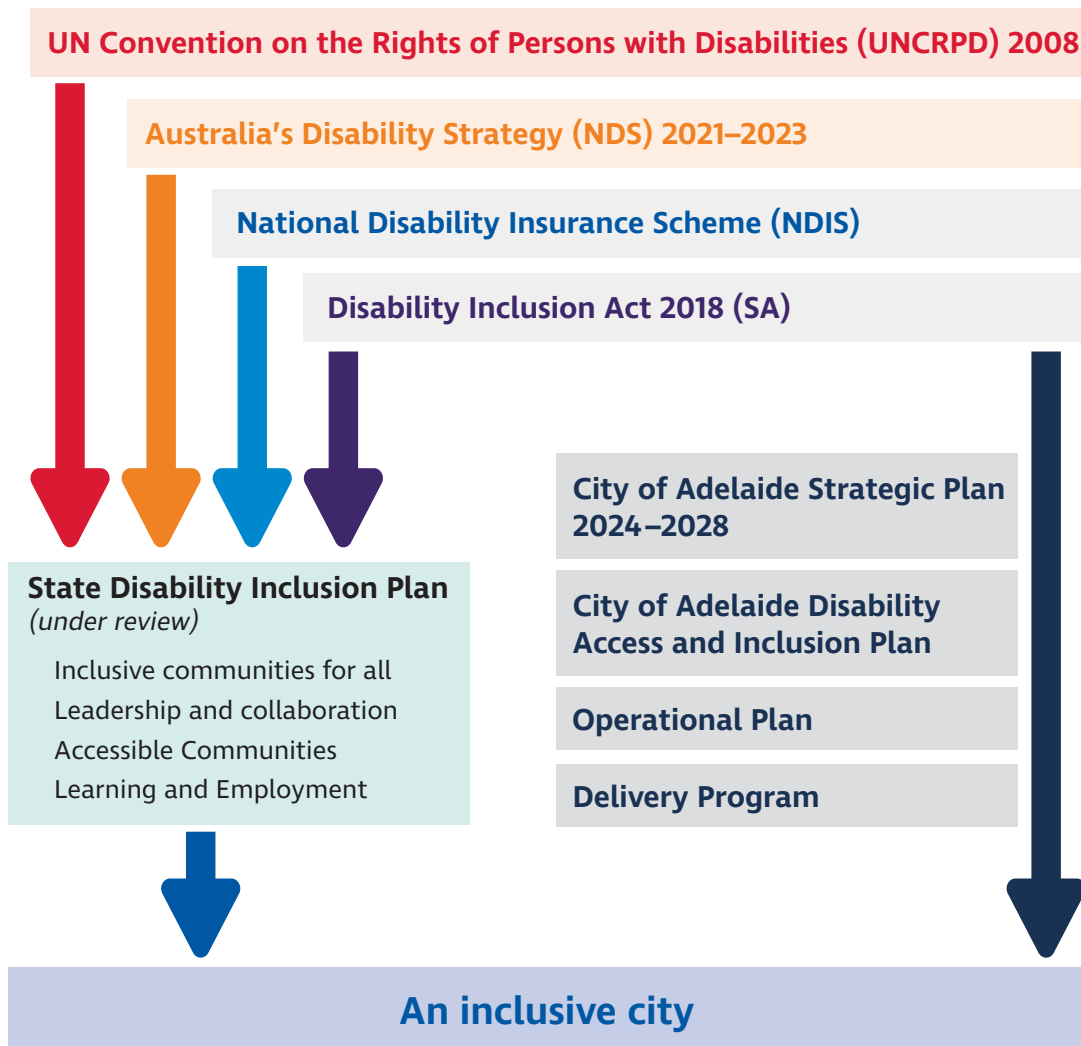 UN Convention on the Rights of Persons with Disabilities (UNCRPD) 2008
Australia’s Disability Strategy (NDS) 2021–2023
National Disability Insurance Scheme (NDIS)
Disability Inclusion Act 2018 (SA)
State Disability Inclusion Plan
(under review)
Inclusive communities for all
Leadership and collaboration
Accessible Communities
Learning and Employment
City of Adelaide Strategic Plan
2024–2028
City of Adelaide Disability
Access and Inclusion Plan
Operational Plan
Delivery Program
An inclusive city